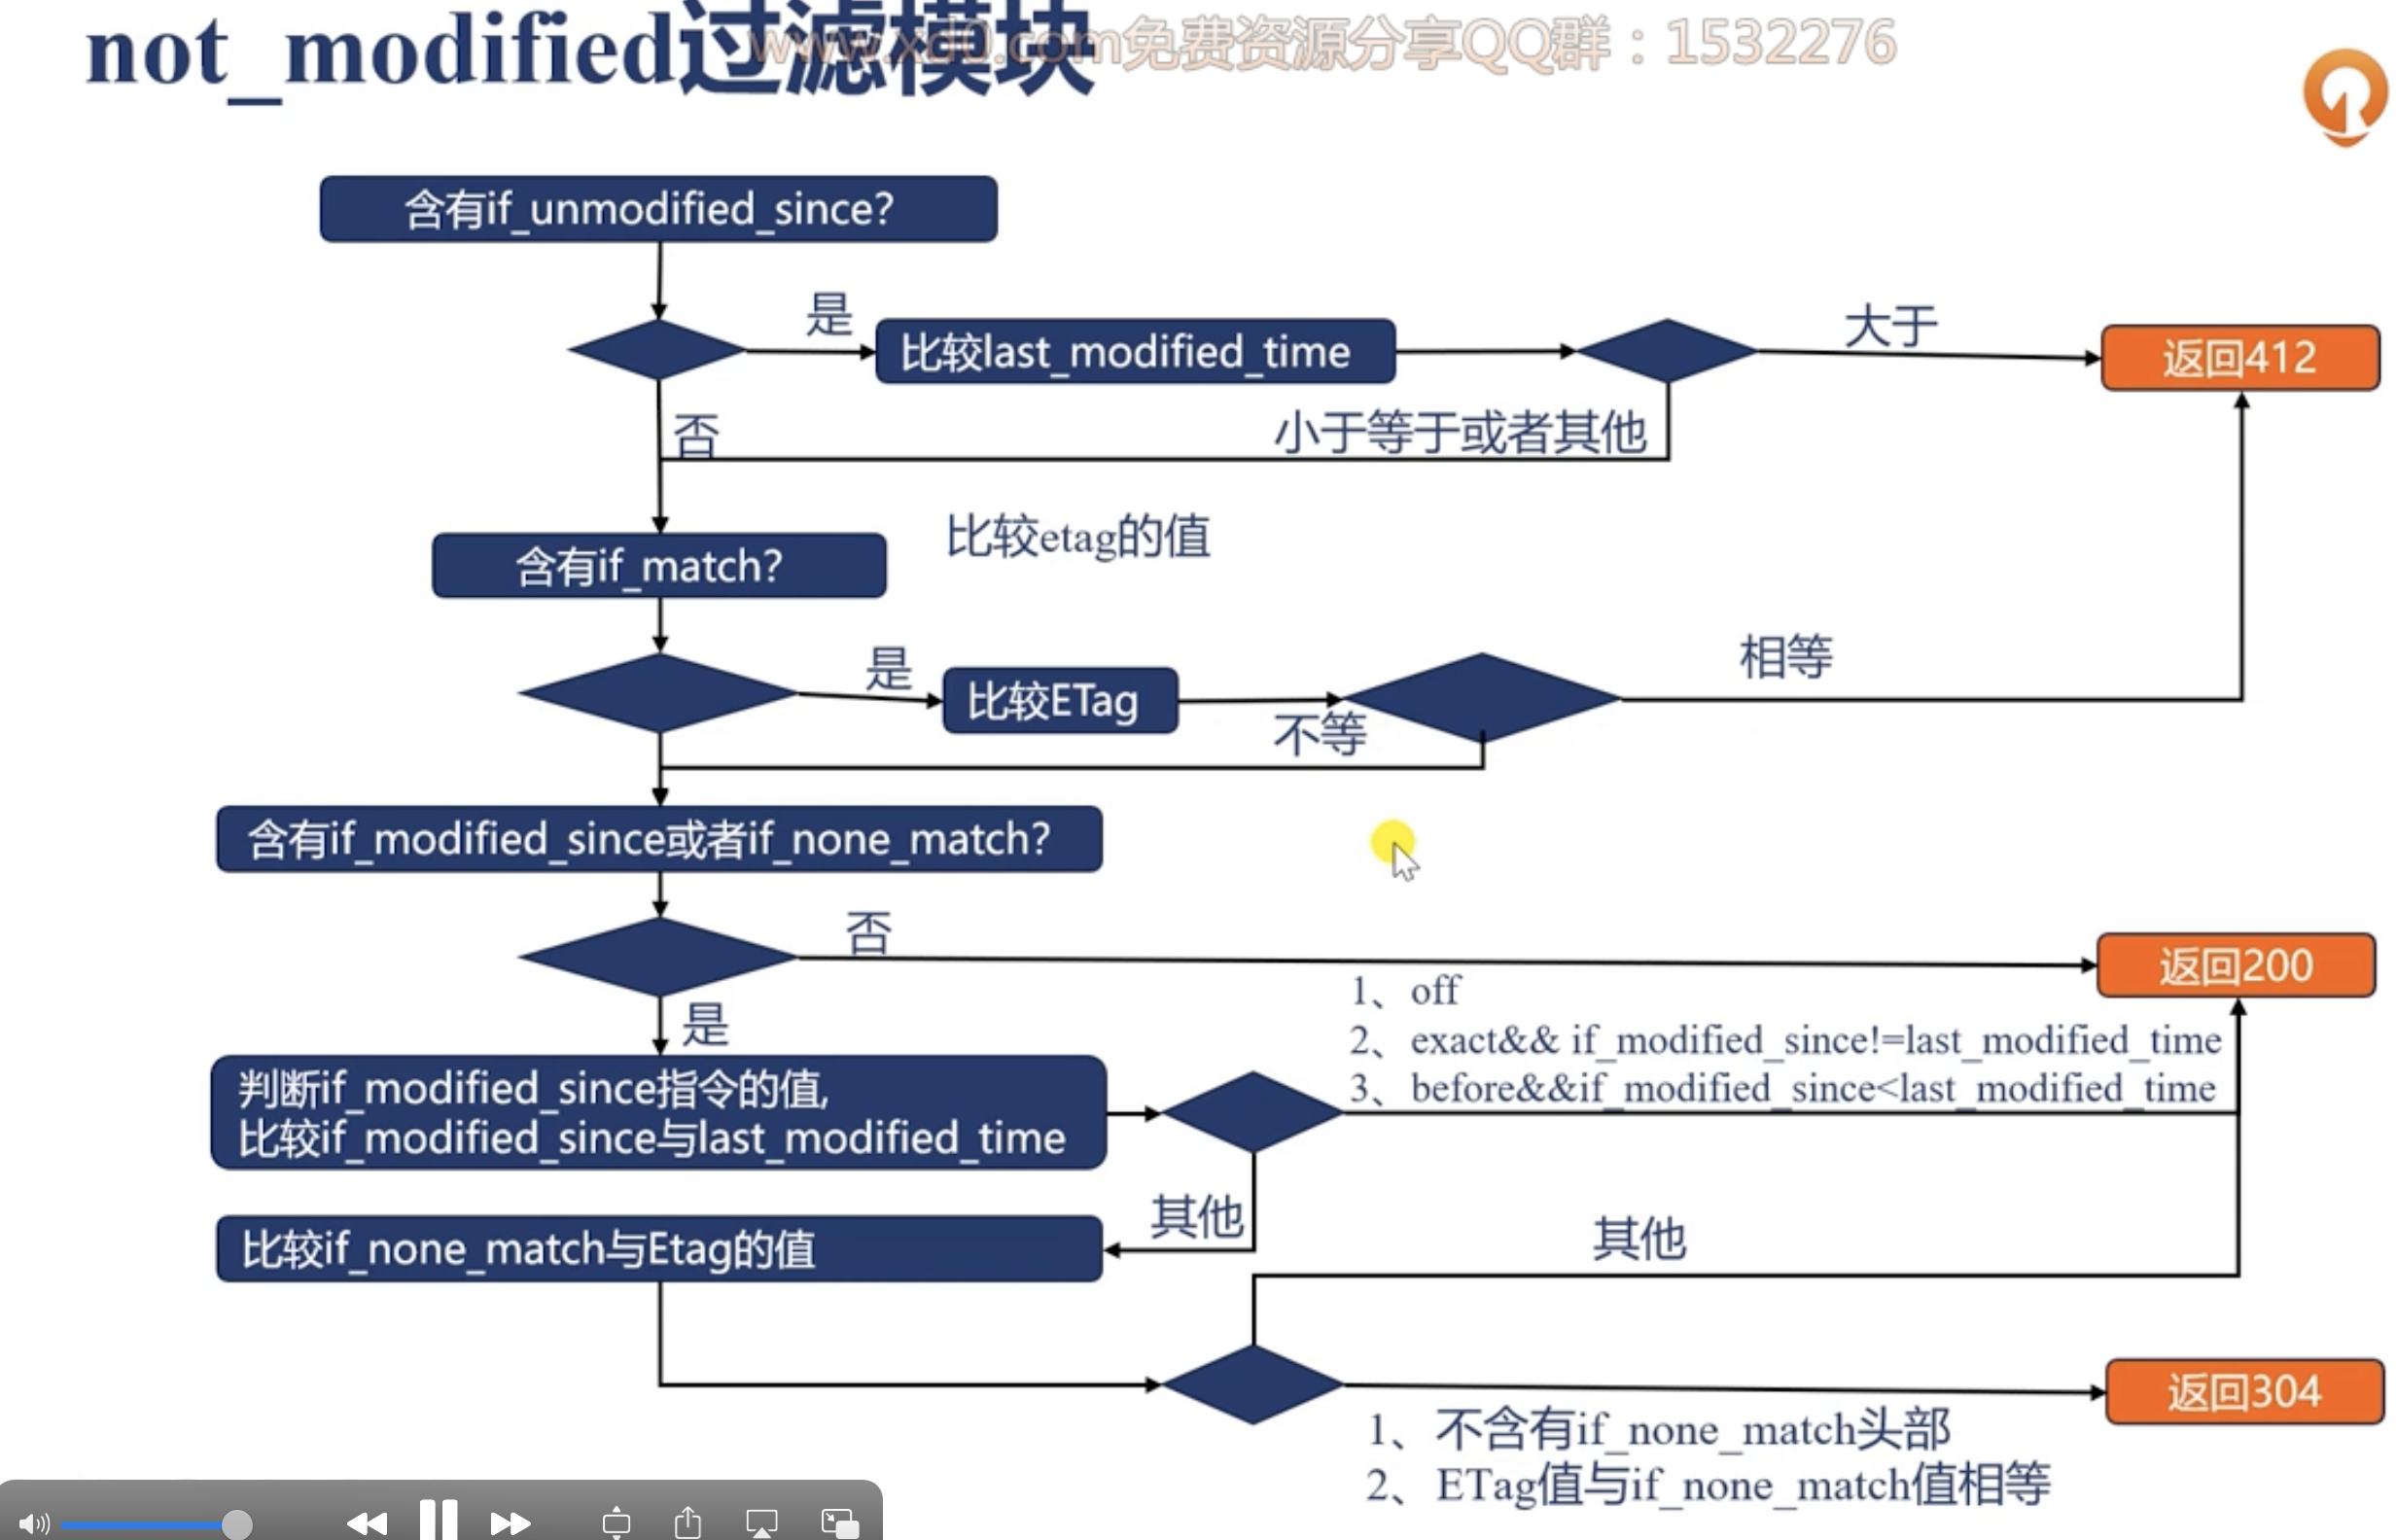 not_modified过滤模块
www.xd0.com免费资源分享QQ群：1532276
含有if_unmodified_since?
是
比较last_modified_time
大于
返回412
否
小于等于或者其他
比较etag的值
含有if_match?
是
比较ETag
不等
相等
含有if_modified_since或者if_none_match?
否
返回200
是
1、off
2、exact&& if_modified_since!=last_modified_time
3、before&&if_modified_since<last_modified_time
判断if_modified_since指令的值,
比较if_modified_since与last_modified_time
其他
比较if_none_match与Etag的值
其他
返回304
1、不含有if_none_match头部
2、ETag值与if_none_match值相等